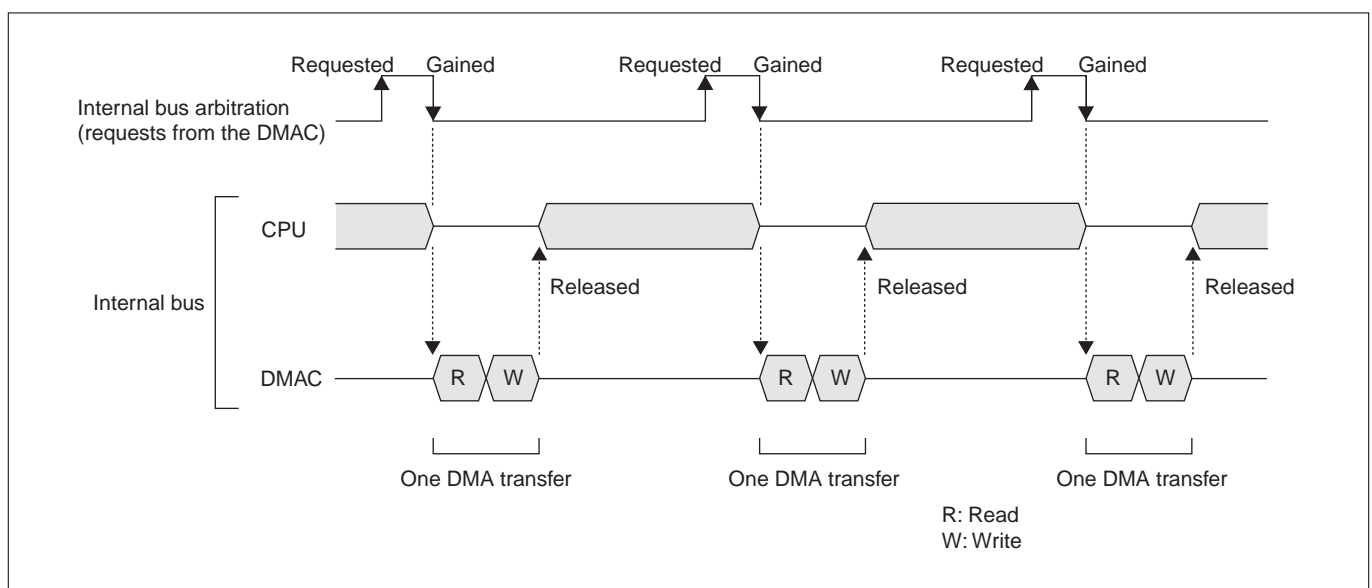 Requested Gained Requested Gained Requested Gained
Internal bus arbitration
(requests from the DMAC)
CPU
Released Released Released
Internal bus
DMAC R W R W R W
One DMA transfer One DMA transfer One DMA transfer
R: Read
W: Write